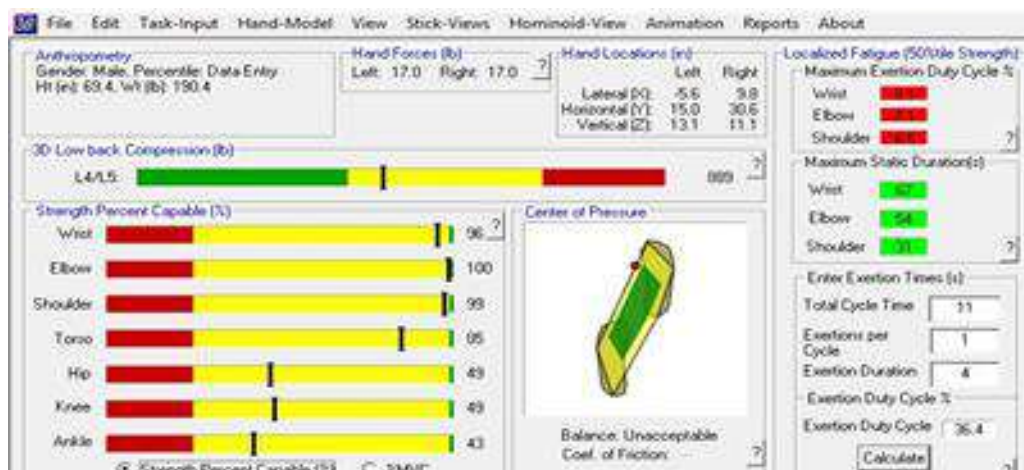 File Edit Task-Input Hand-Model View Stick-Views Hominoid-View Animation Reports About
Anthropometry
Gender: Male, Percentile: Data Entry
Ht (in): 69.4, Wt (lb): 190.4
Hand Forces (lb)
Left: 17.0 Right: 17.0 ?
Hand Locations (in)
Left Right
Lateral (X): -5.6 9.8
Horizontal (Y): 15.0 30.6
Vertical (Z): 13.1 11.1
3D Low back Compression (lb)
L4/L5: ?
Strength Percent Capable (%)
Wrist 96 ?
Elbow 100
Shoulder 99
Torso 85
Hip 49
Knee 49
Ankle 43
Strength Percent Capable (%)
Center of Pressure
Balance: Unacceptable
Coef. of Friction: ?
Localized Fatigue (50%tile Strength)
Maximum Exertion Duty Cycle %
Wrist
Elbow
Shoulder ?
Maximum Static Duration(s)
Wrist
Elbow 54
Shoulder ?
Enter Exertion Times (s)
Total Cycle Time 11
Exertions per Cycle 1
Exertion Duration 4
Exertion Duty Cycle %
Exertion Duty Cycle 36.4
Calculate ?